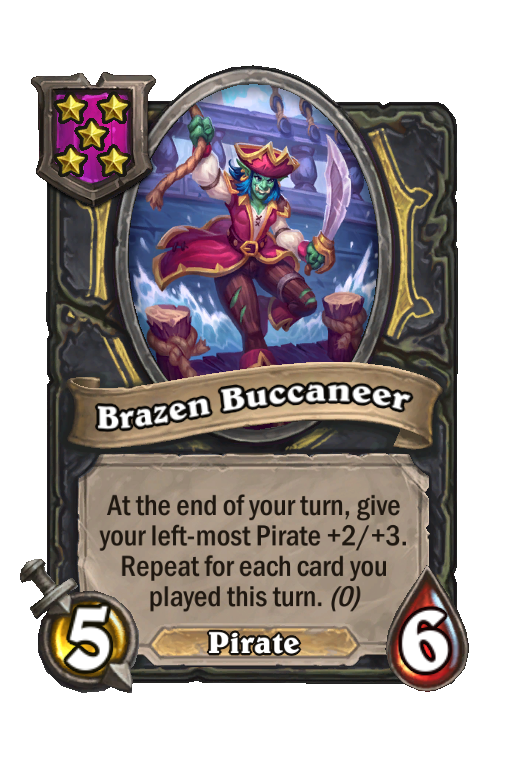 Brazen Buccaneer
At the end of your turn, give
your left-most Pirate +2/+3.
Repeat for each card you
played this turn. (0)
5
Pirate
6